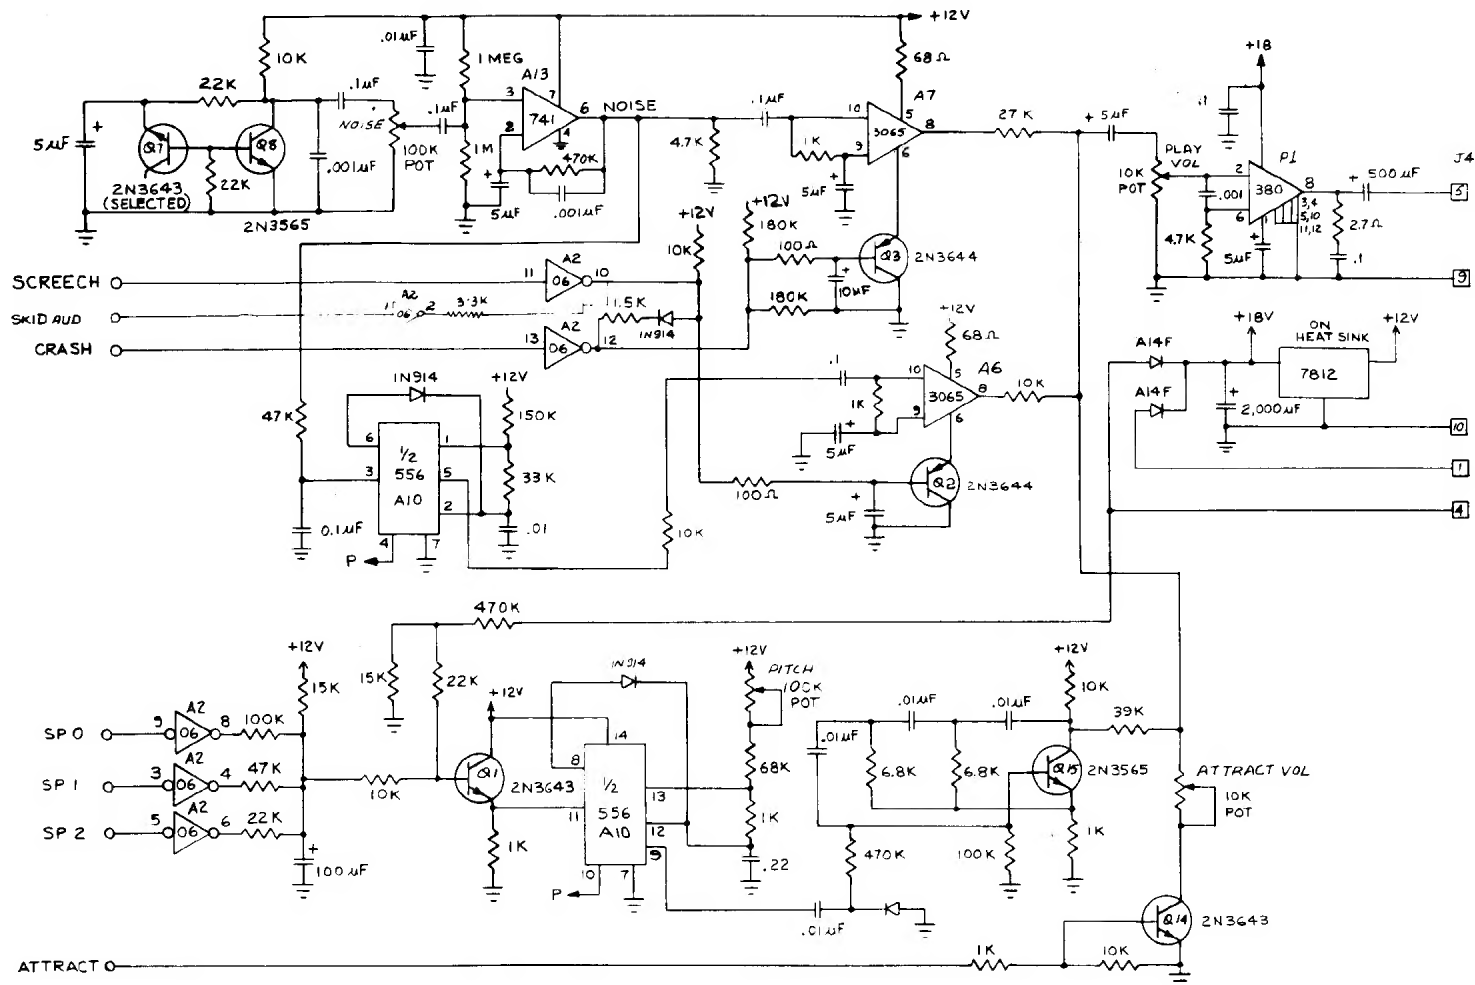 +12V
.01µF
10K
1 MEG
68Ω
+18
22K
.1µF
A13
3
7
741
6
NOISE
2
4
.1µF
10
A7
5
3065
8
9
6
27K
+ 5µF
.1
5µF
+
Q7
Q8
NOISE
100K
POT
.1µF
1M
470K
4.7K
1K
PLAY
VOL
10K
POT
2
P1
380
8
3,4
5,10
11,12
6
1
.001
+ 500µF
J4
5
2N3643
(SELECTED)
22K
2N3565
.001µF
+
5µF
.001µF
+12V
10K
+12V
180K
100Ω
5µF
+
Q3
2N3644
4.7K
+
5µF
2.7Ω
.1
9
SCREECH
11
A2
06
10
+
10µF
180K
SKID AUD
1
A2
06
2
3.3K
1.5K
1N914
CRASH
13
A2
06
12
+12V
68Ω
+18V
ON
HEAT SINK
+12V
A14F
A14F
7812
+
2,000µF
10
1N914
+12V
150K
47K
6
1
3
1/2
556
A10
5
2
33K
.01
4
7
P
0.1µF
.1
10
5
A6
3065
8
9
6
1K
+
5µF
10K
1
100Ω
Q2
2N3644
+
5µF
4
10K
470K
+12V
15K
15K
22K
+12V
1N914
+12V
PITCH
100K
POT
+12V
10K
.01µF
.01µF
39K
SP 0
9
A2
06
8
100K
SP 1
3
A2
06
4
47K
SP 2
5
A2
06
6
22K
10K
Q1
2N3643
14
8
1/2
556
A10
13
11
12
9
10
7
P
68K
1K
.22
.01µF
6.8K
6.8K
Q15
2N3565
ATTRACT VOL
10K
POT
+
100µF
1K
470K
100K
1K
.01µF
Q14
2N3643
ATTRACT
1K
10K